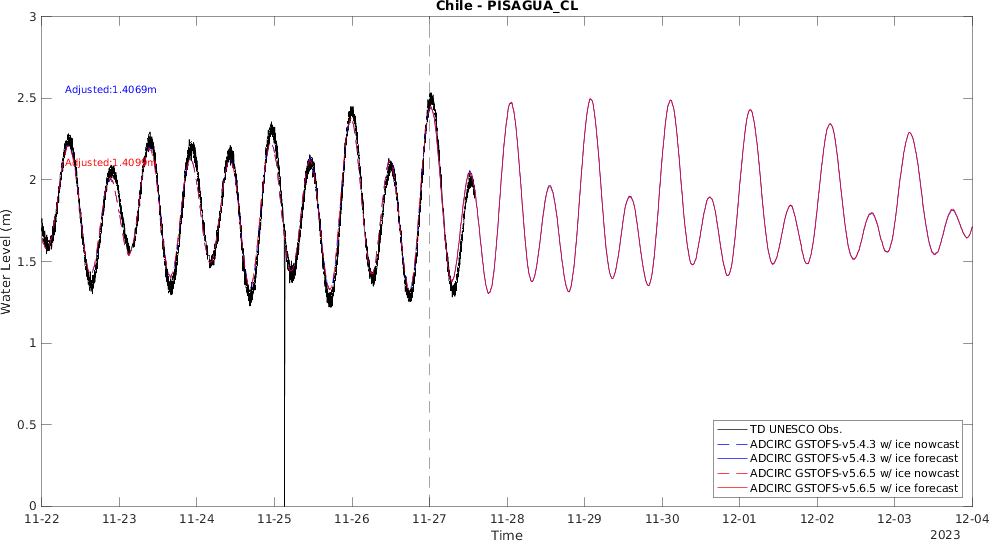 Chile - PISAGUA_CL
3
2.5
2
1.5
1
0.5
0
Water Level (m)
Adjusted:1.4069m
Adjusted:1.4099m
TD UNESCO Obs.
ADCIRC GSTOFS-v5.4.3 w/ ice nowcast
ADCIRC GSTOFS-v5.4.3 w/ ice forecast
ADCIRC GSTOFS-v5.6.5 w/ ice nowcast
ADCIRC GSTOFS-v5.6.5 w/ ice forecast
11-22 11-23 11-24 11-25 11-26 11-27 11-28 11-29 11-30 12-01 12-02 12-03 12-04
Time
2023